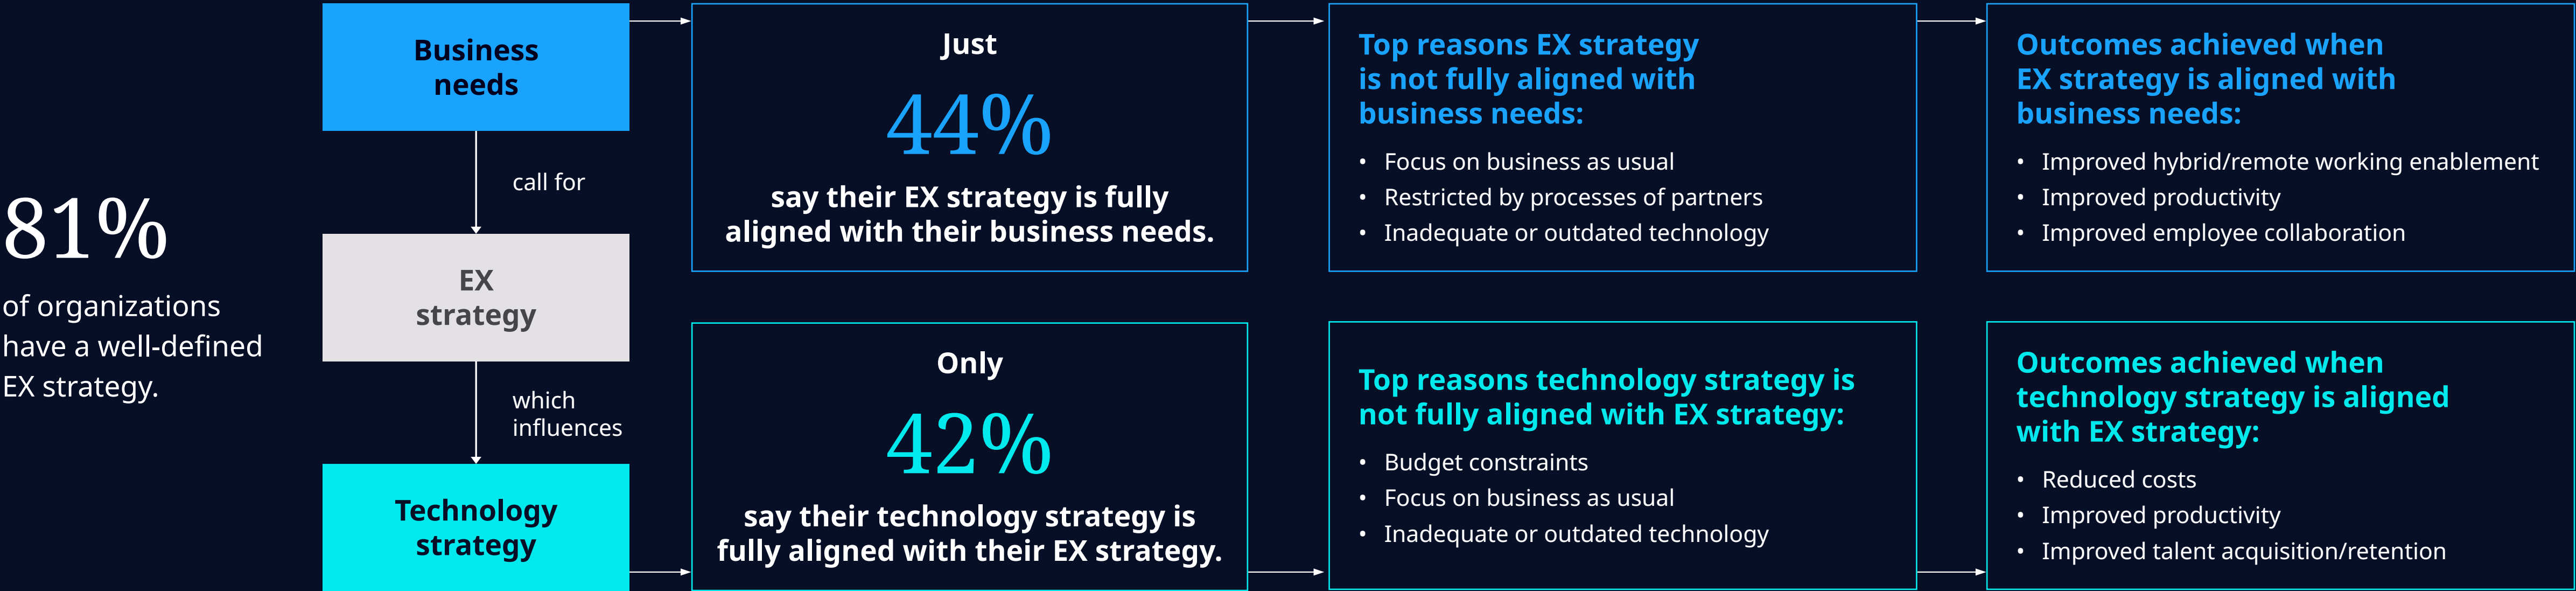 81%
of organizations
have a well-defined
EX strategy.
Business
needs
call for
EX
strategy
which
influences
Technology
strategy
Just
44%
say their EX strategy is fully
aligned with their business needs.
Top reasons EX strategy
is not fully aligned with
business needs:
• Focus on business as usual
• Restricted by processes of partners
• Inadequate or outdated technology
Outcomes achieved when
EX strategy is aligned with
business needs:
• Improved hybrid/remote working enablement
• Improved productivity
• Improved employee collaboration
Only
42%
say their technology strategy is
fully aligned with their EX strategy.
Top reasons technology strategy is
not fully aligned with EX strategy:
• Budget constraints
• Focus on business as usual
• Inadequate or outdated technology
Outcomes achieved when
technology strategy is aligned
with EX strategy:
• Reduced costs
• Improved productivity
• Improved talent acquisition/retention